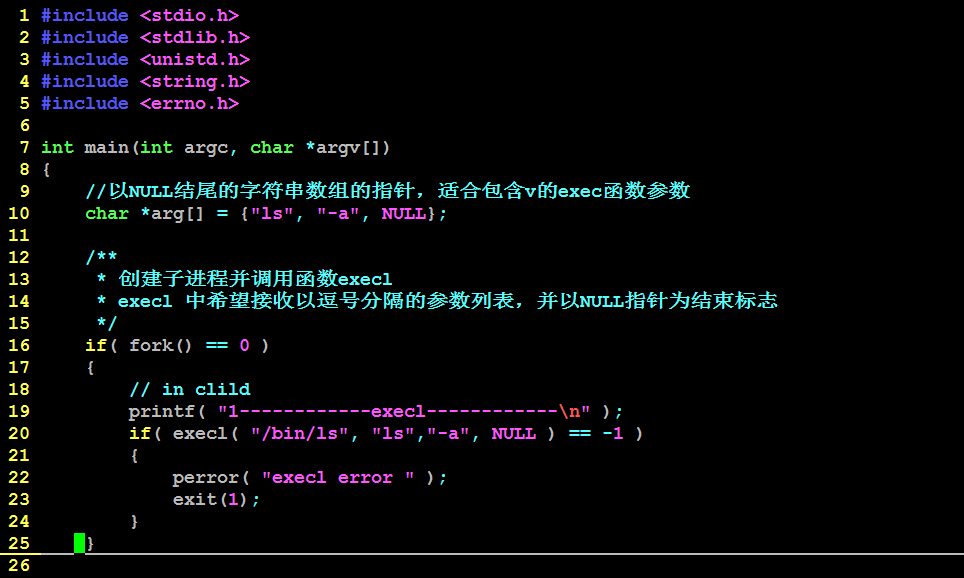 1 #include <stdio.h>
2 #include <stdlib.h>
3 #include <unistd.h>
4 #include <string.h>
5 #include <errno.h>
6
7 int main(int argc, char *argv[])
8 {
9     //以NULL结尾的字符串数组的指针，适合包含v的exec函数参数
10     char *arg[] = {"ls", "-a", NULL};
11
12     /**
13      * 创建子进程并调用函数execl
14      * execl 中希望接收以逗号分隔的参数列表，并以NULL指针为结束标志
15      */
16     if( fork() == 0 )
17     {
18         // in clild
19         printf( "1------------execl------------\n" );
20         if( execl( "/bin/ls", "ls","-a", NULL ) == -1 )
21         {
22             perror( "execl error " );
23             exit(1);
24         }
25     }
26